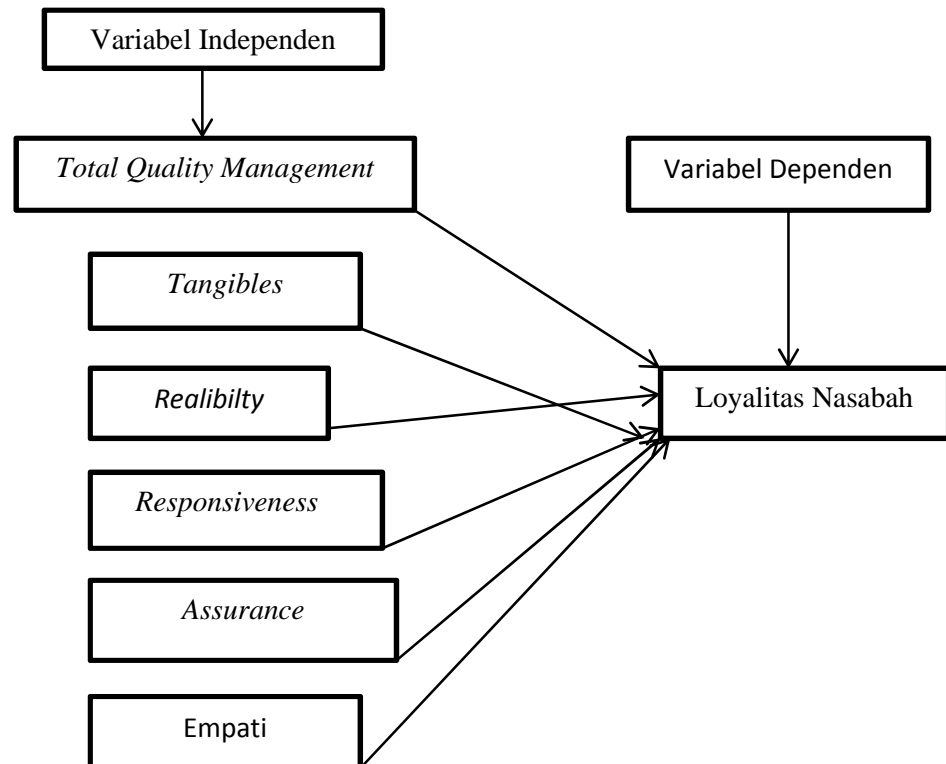 Variabel Independen
Total Quality Management
Variabel Dependen
Tangibles
Realibilty
Loyalitas Nasabah
Responsiveness
Assurance
Empati